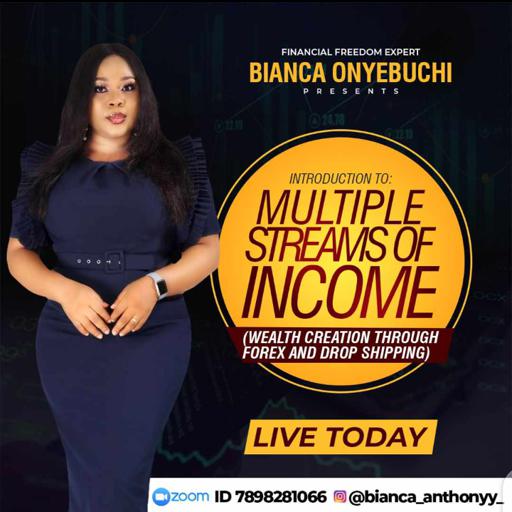 FINANCIAL FREEDOM EXPERT
BIANCA ONYEBUCHI
PRESENTS
INTRODUCTION TO:
MULTIPLE
STREAMS OF
INCOME
(WEALTH CREATION THROUGH
FOREX AND DROP SHIPPING)
LIVE TODAY
zoom ID 7898281066 @bianca_anthonyy_